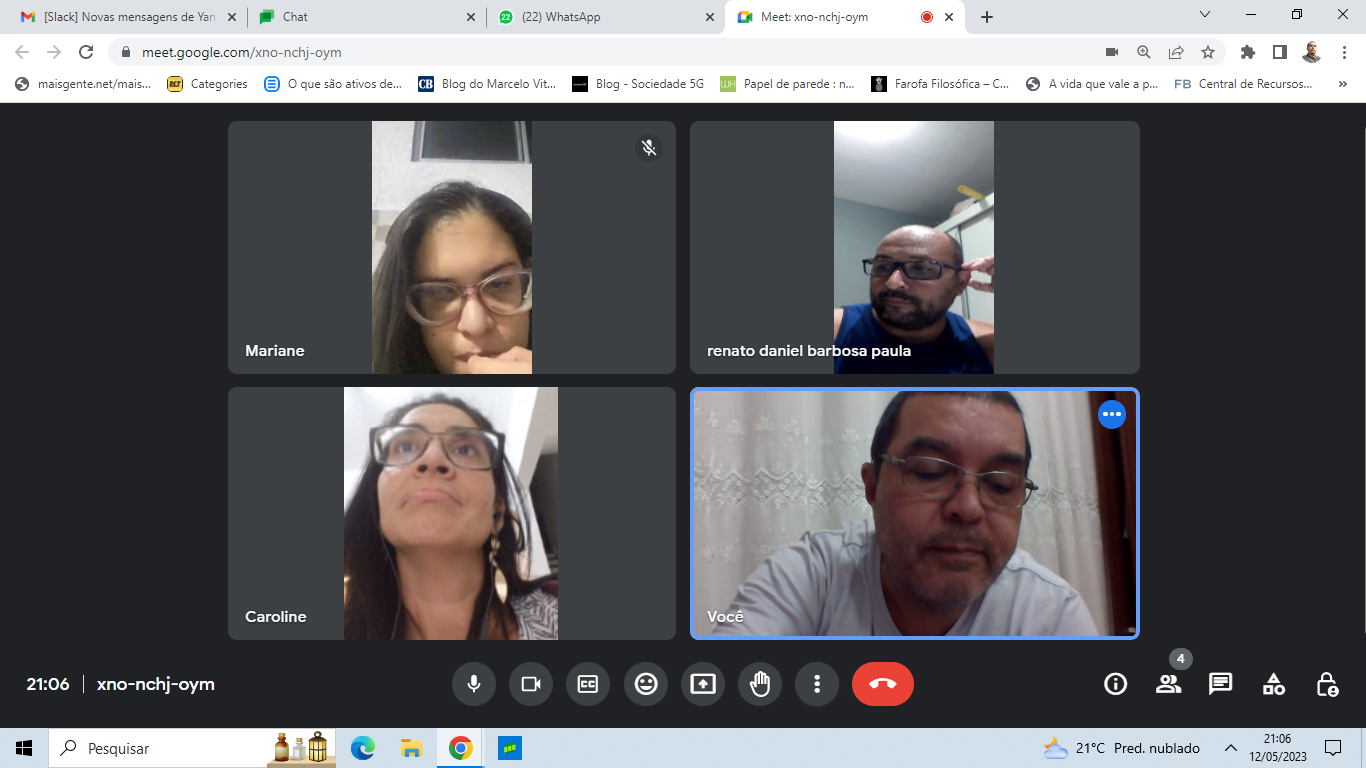 [Slack] Novas mensagens de Yan
Chat
(22) WhatsApp
Meet: xno-nchj-oym
meet.google.com/xno-nchj-oym
maisgente.net/mais...
Categories
O que são ativos de...
CB Blog do Marcelo Vit...
Blog - Sociedade 5G
WH Papel de parede : n...
Farofa Filosófica – C...
A vida que vale a p...
FB Central de Recursos...
»
Mariane
renato daniel barbosa paula
Caroline
Você
21:06 | xno-nchj-oym
4
Pesquisar
21°C Pred. nublado
21:06
12/05/2023